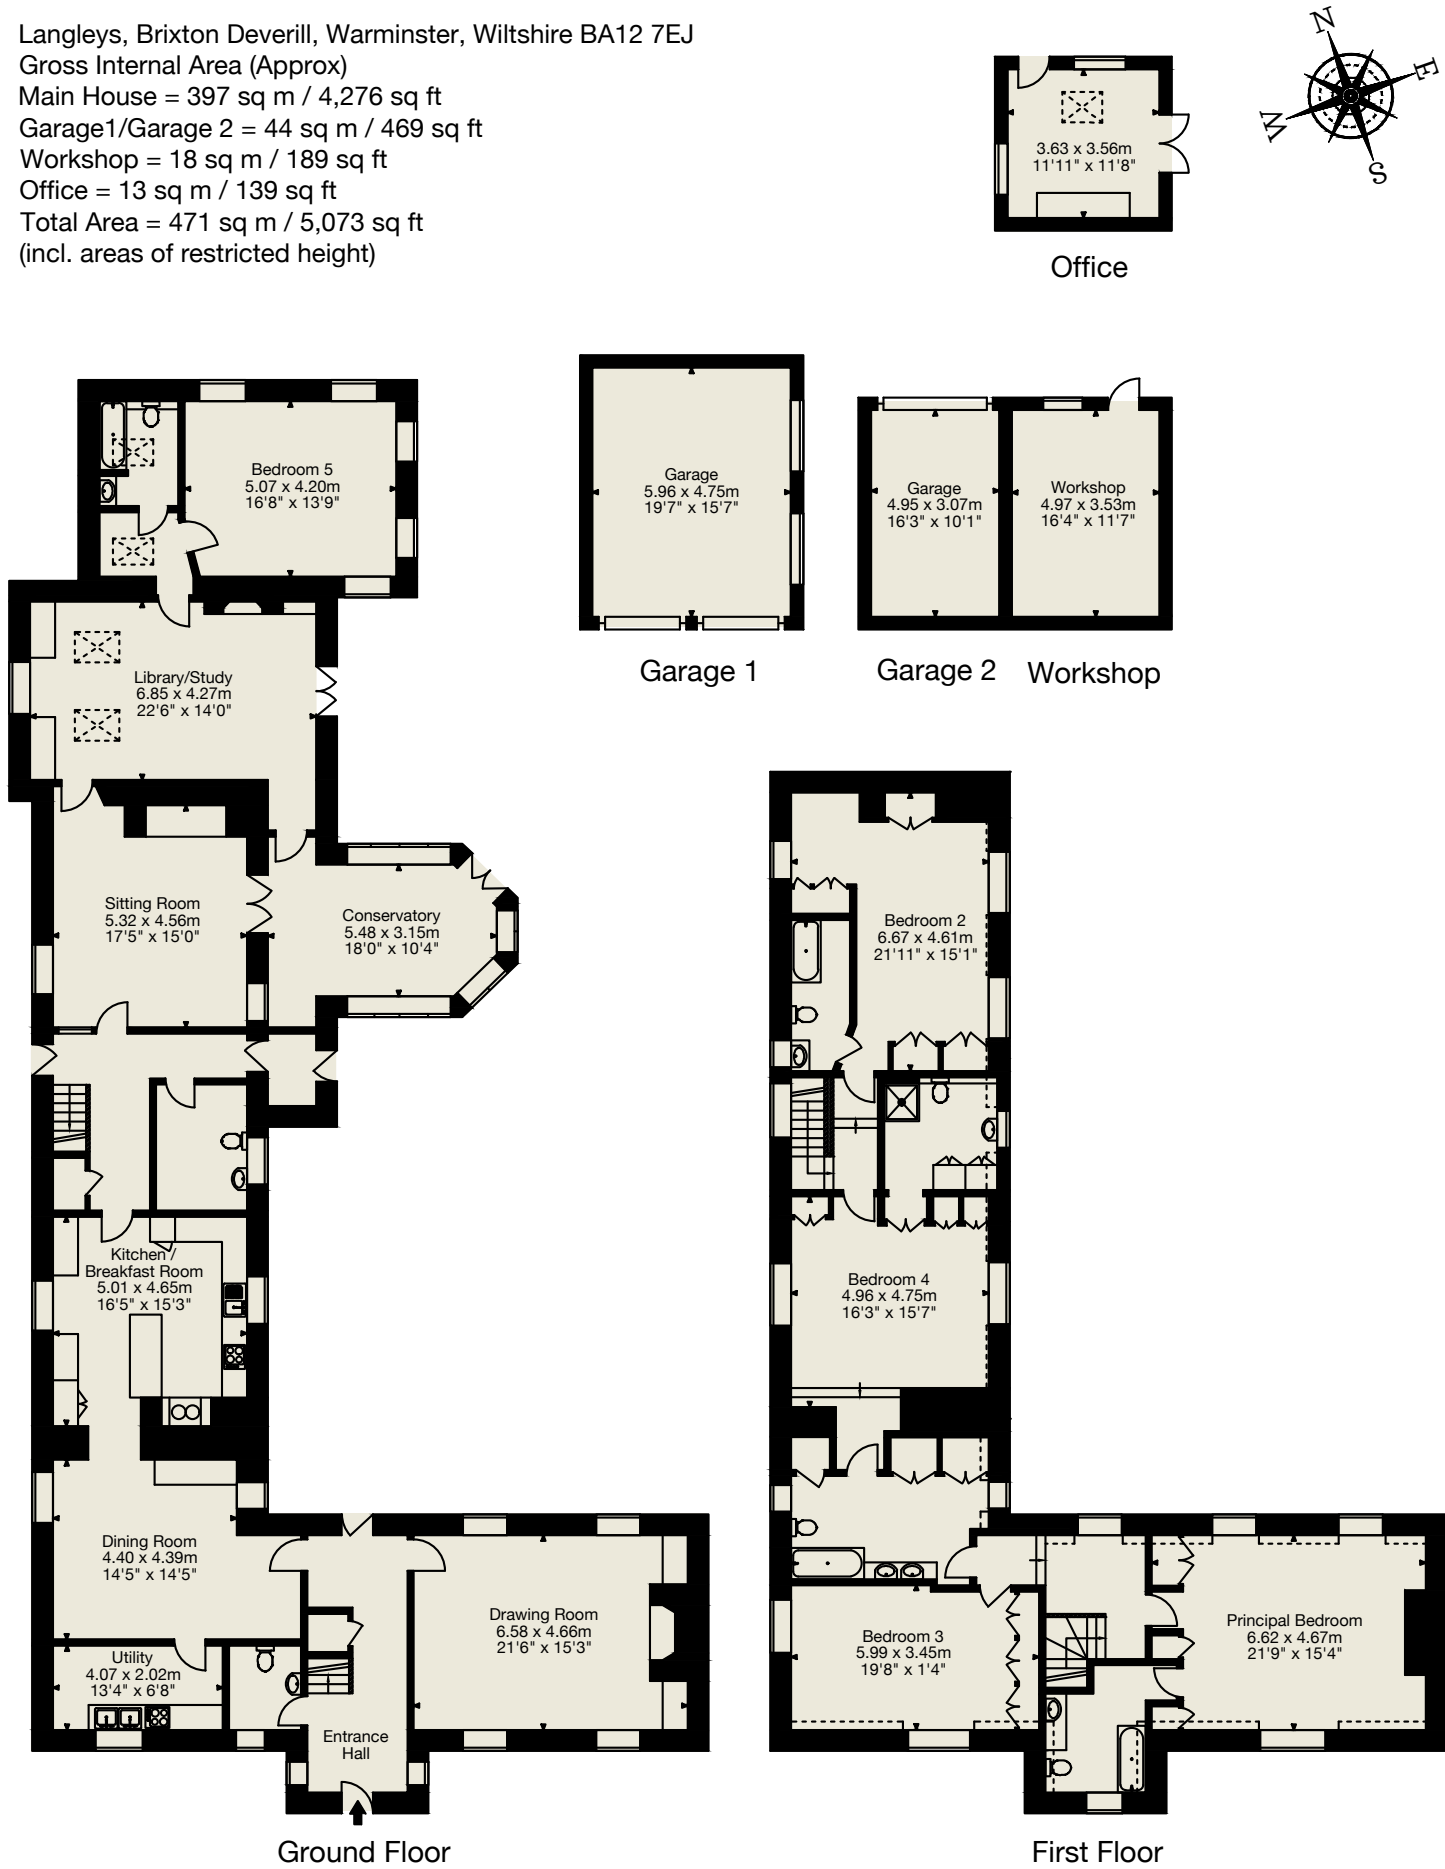 Langleys, Brixton Deverill, Warminster, Wiltshire BA12 7EJ
Gross Internal Area (Approx)
Main House = 397 sq m / 4,276 sq ft
Garage1/Garage 2 = 44 sq m / 469 sq ft
Workshop = 18 sq m / 189 sq ft
Office = 13 sq m / 139 sq ft
Total Area = 471 sq m / 5,073 sq ft
(incl. areas of restricted height)
N
E
W
S
3.63 x 3.56m
11'11" x 11'8"
Office
Garage
5.96 x 4.75m
19'7" x 15'7"
Garage 1
Garage
4.95 x 3.07m
16'3" x 10'1"
Garage 2
Workshop
4.97 x 3.53m
16'4" x 11'7"
Workshop
Bedroom 5
5.07 x 4.20m
16'8" x 13'9"
Library/Study
6.85 x 4.27m
22'6" x 14'0"
Sitting Room
5.32 x 4.56m
17'5" x 15'0"
Conservatory
5.48 x 3.15m
18'0" x 10'4"
Kitchen /
Breakfast Room
5.01 x 4.65m
16'5" x 15'3"
Dining Room
4.40 x 4.39m
14'5" x 14'5"
Utility
4.07 x 2.02m
13'4" x 6'8"
Drawing Room
6.58 x 4.66m
21'6" x 15'3"
Entrance
Hall
Ground Floor
Bedroom 2
6.67 x 4.61m
21'11" x 15'1"
Bedroom 4
4.96 x 4.75m
16'3" x 15'7"
Bedroom 3
5.99 x 3.45m
19'8" x 1'4"
Principal Bedroom
6.62 x 4.67m
21'9" x 15'4"
First Floor